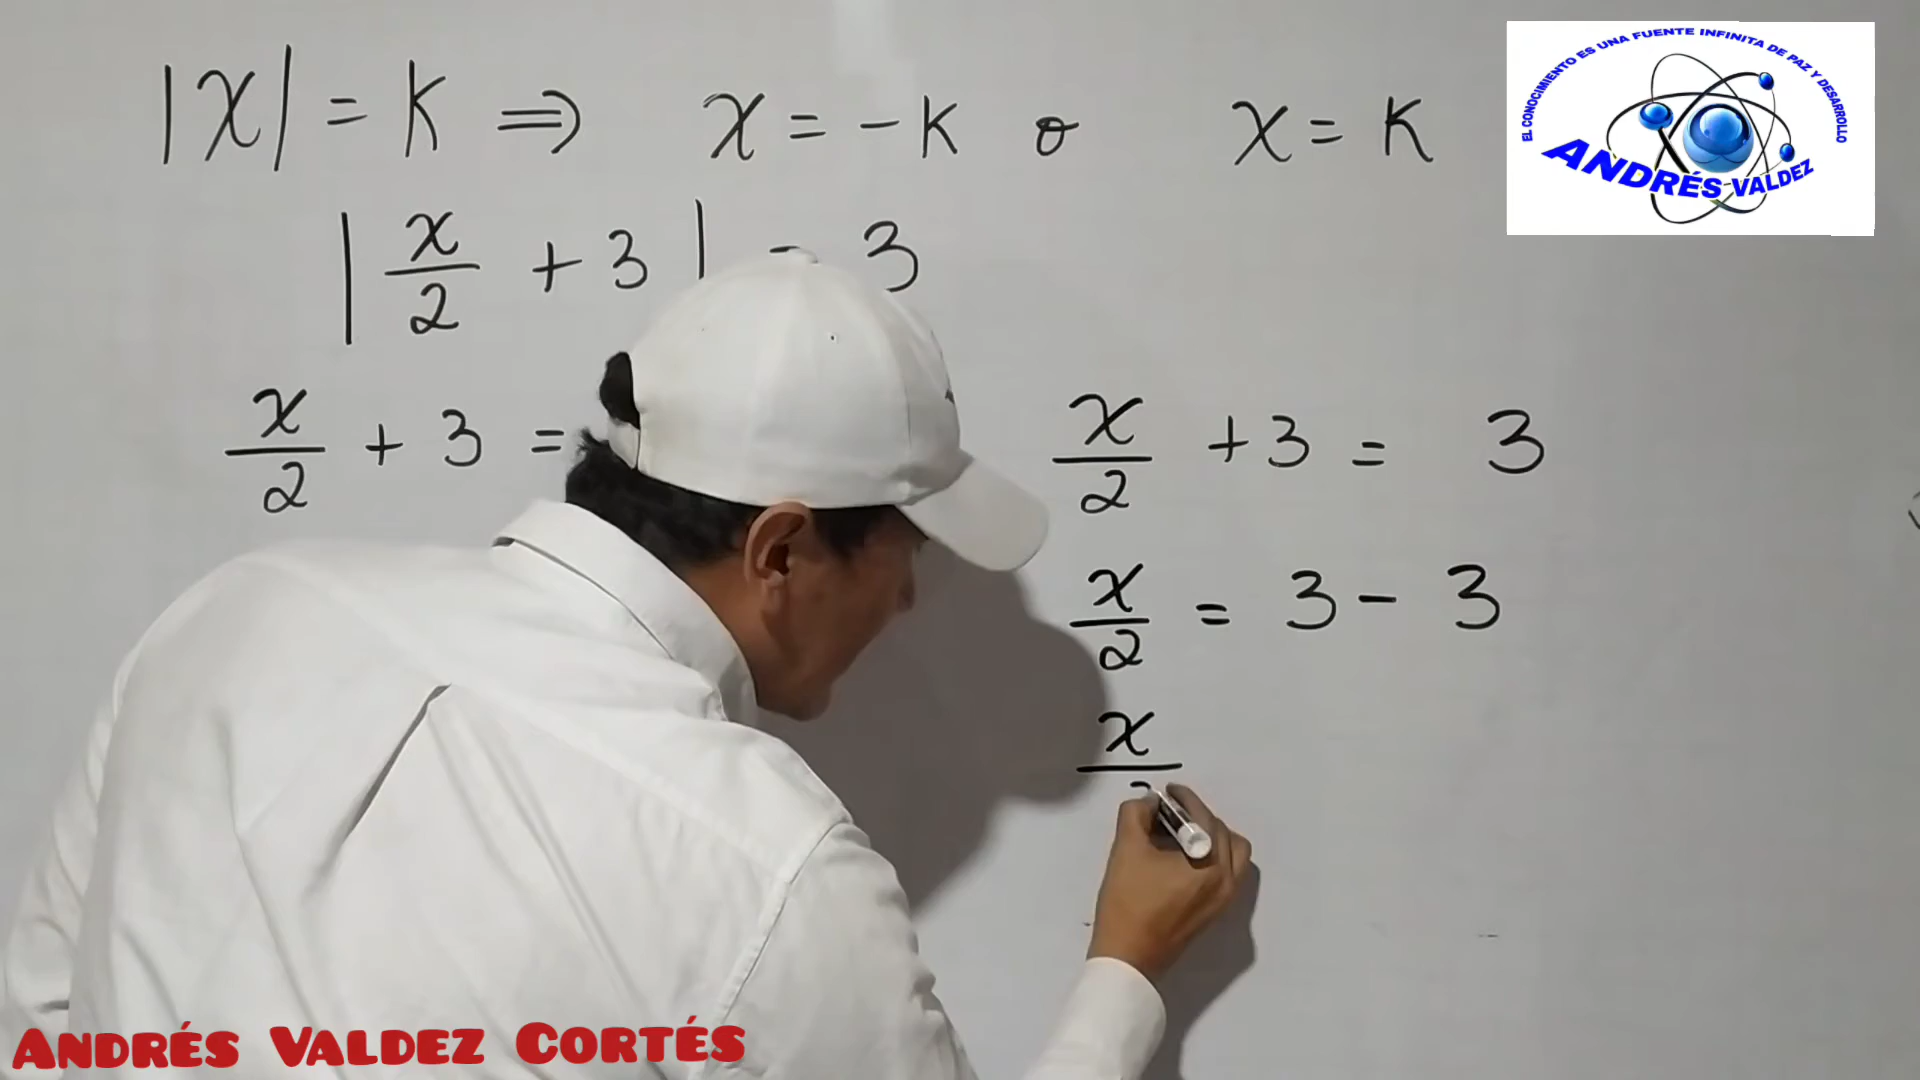 |x| = K ⇒ x = -K o x = K
EL CONOCIMIENTO ES UNA FUENTE INFINITA DE PAZ Y DESARROLLO
ANDRÉS VALDEZ
|x/2 + 3| = 3
x/2 + 3 = x/2 + 3 = 3
x/2 = 3 - 3
x
ANDRÉS VALDEZ CORTÉS